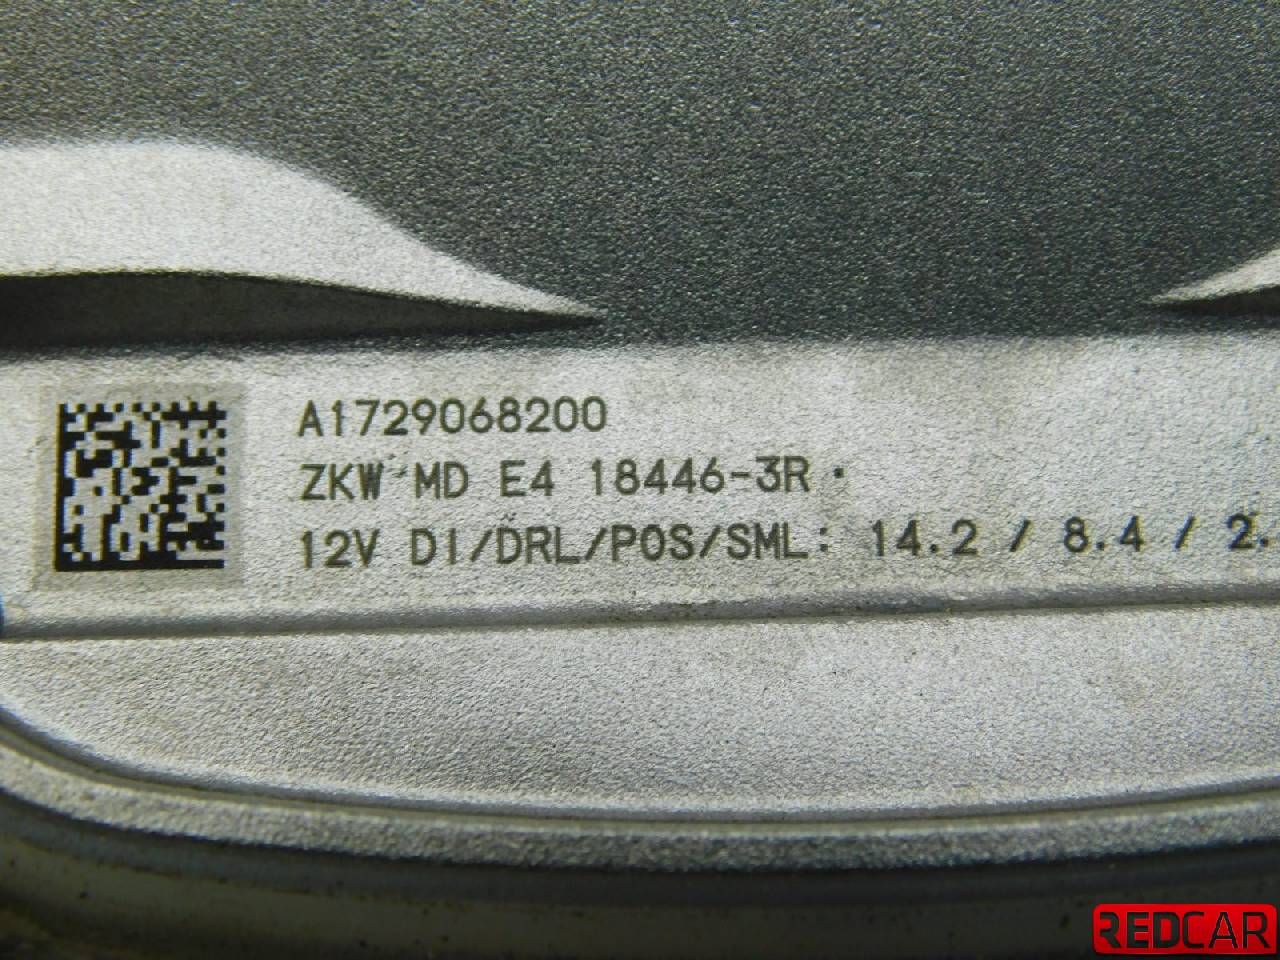 A1729068200
ZKW MD E4 18446-3R
12V DI/DRL/POS/SML: 14.2 / 8.4 / 2.
REDCAR